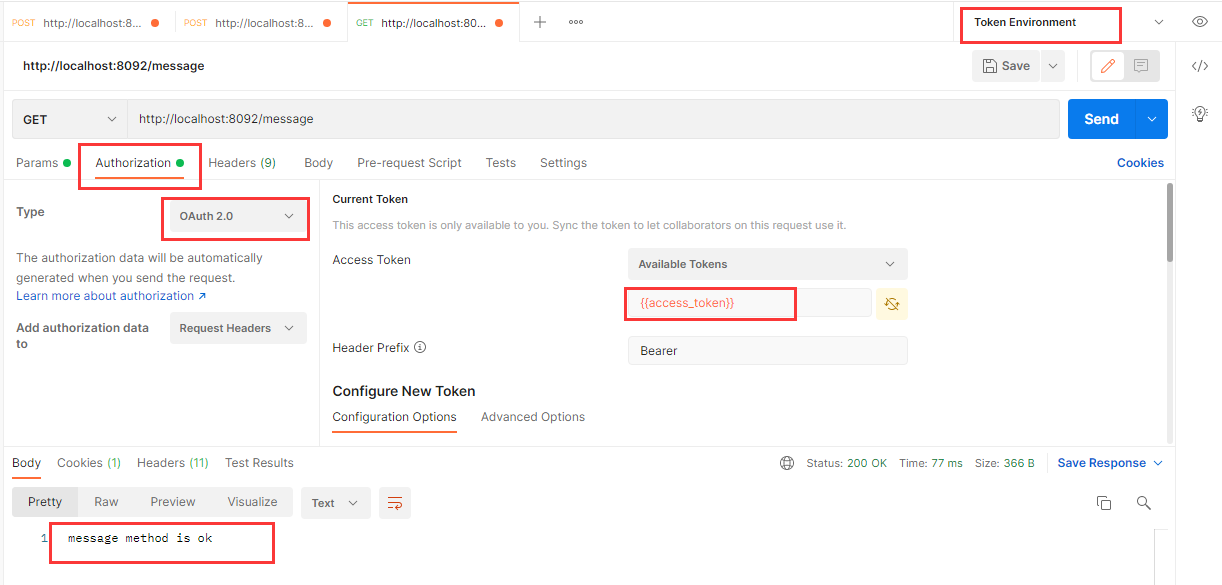 POST http://localhost:8... POST http://localhost:8... GET http://localhost:80... Token Environment
http://localhost:8092/message Save
GET http://localhost:8092/message Send
Params Authorization Headers (9) Body Pre-request Script Tests Settings Cookies
Type OAuth 2.0
The authorization data will be automatically
generated when you send the request.
Learn more about authorization ↗
Add authorization data
to
Request Headers
Current Token
This access token is only available to you. Sync the token to let collaborators on this request use it.
Access Token Available Tokens
{{access_token}}
Header Prefix Bearer
Configure New Token
Configuration Options Advanced Options
Body Cookies (1) Headers (11) Test Results Status: 200 OK Time: 77 ms Size: 366 B Save Response
Pretty Raw Preview Visualize Text
1 message method is ok